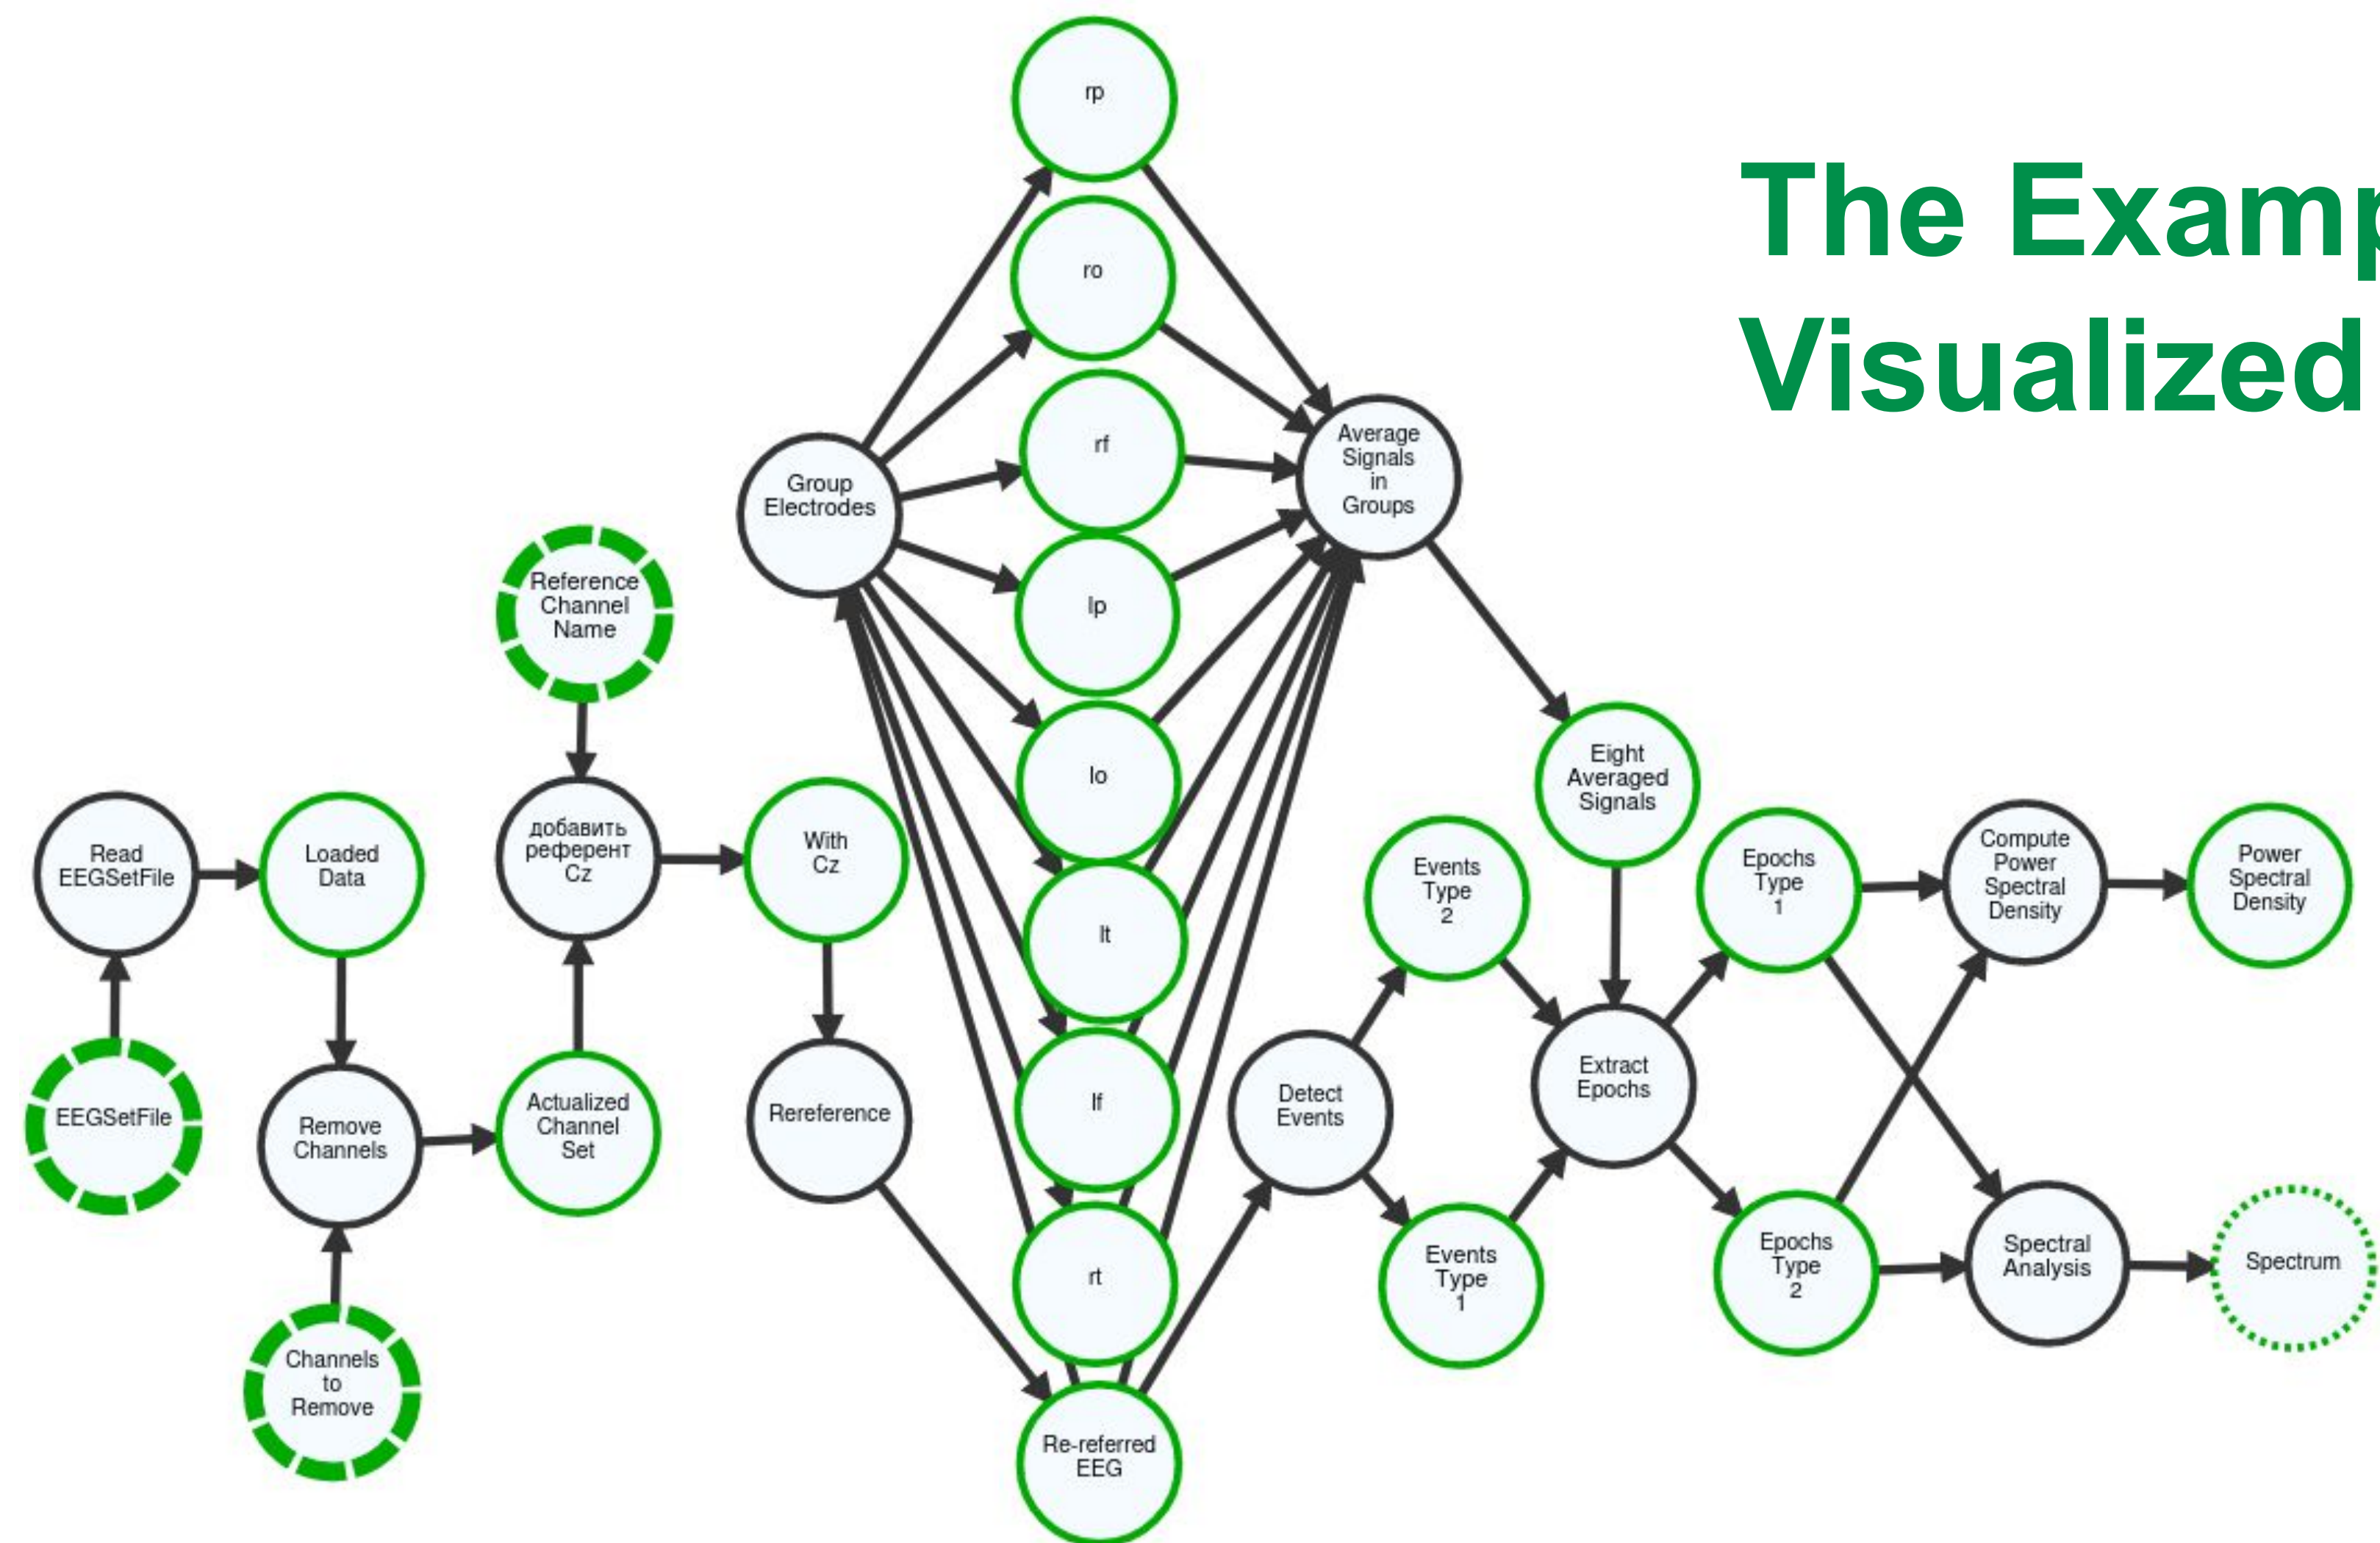 The Examp
Visualized
rp
ro
rf
lp
lo
lt
lf
rt
Re-referred
EEG
Group
Electrodes
Average
Signals
in
Groups
Reference
Channel
Name
Read
EEGSetFile
Loaded
Data
добавить
референт
Cz
With
Cz
EEGSetFile
Remove
Channels
Actualized
Channel
Set
Rereference
Channels
to
Remove
Eight
Averaged
Signals
Events
Type
2
Epochs
Type
1
Compute
Power
Spectral
Density
Power
Spectral
Density
Detect
Events
Extract
Epochs
Events
Type
1
Epochs
Type
2
Spectral
Analysis
Spectrum